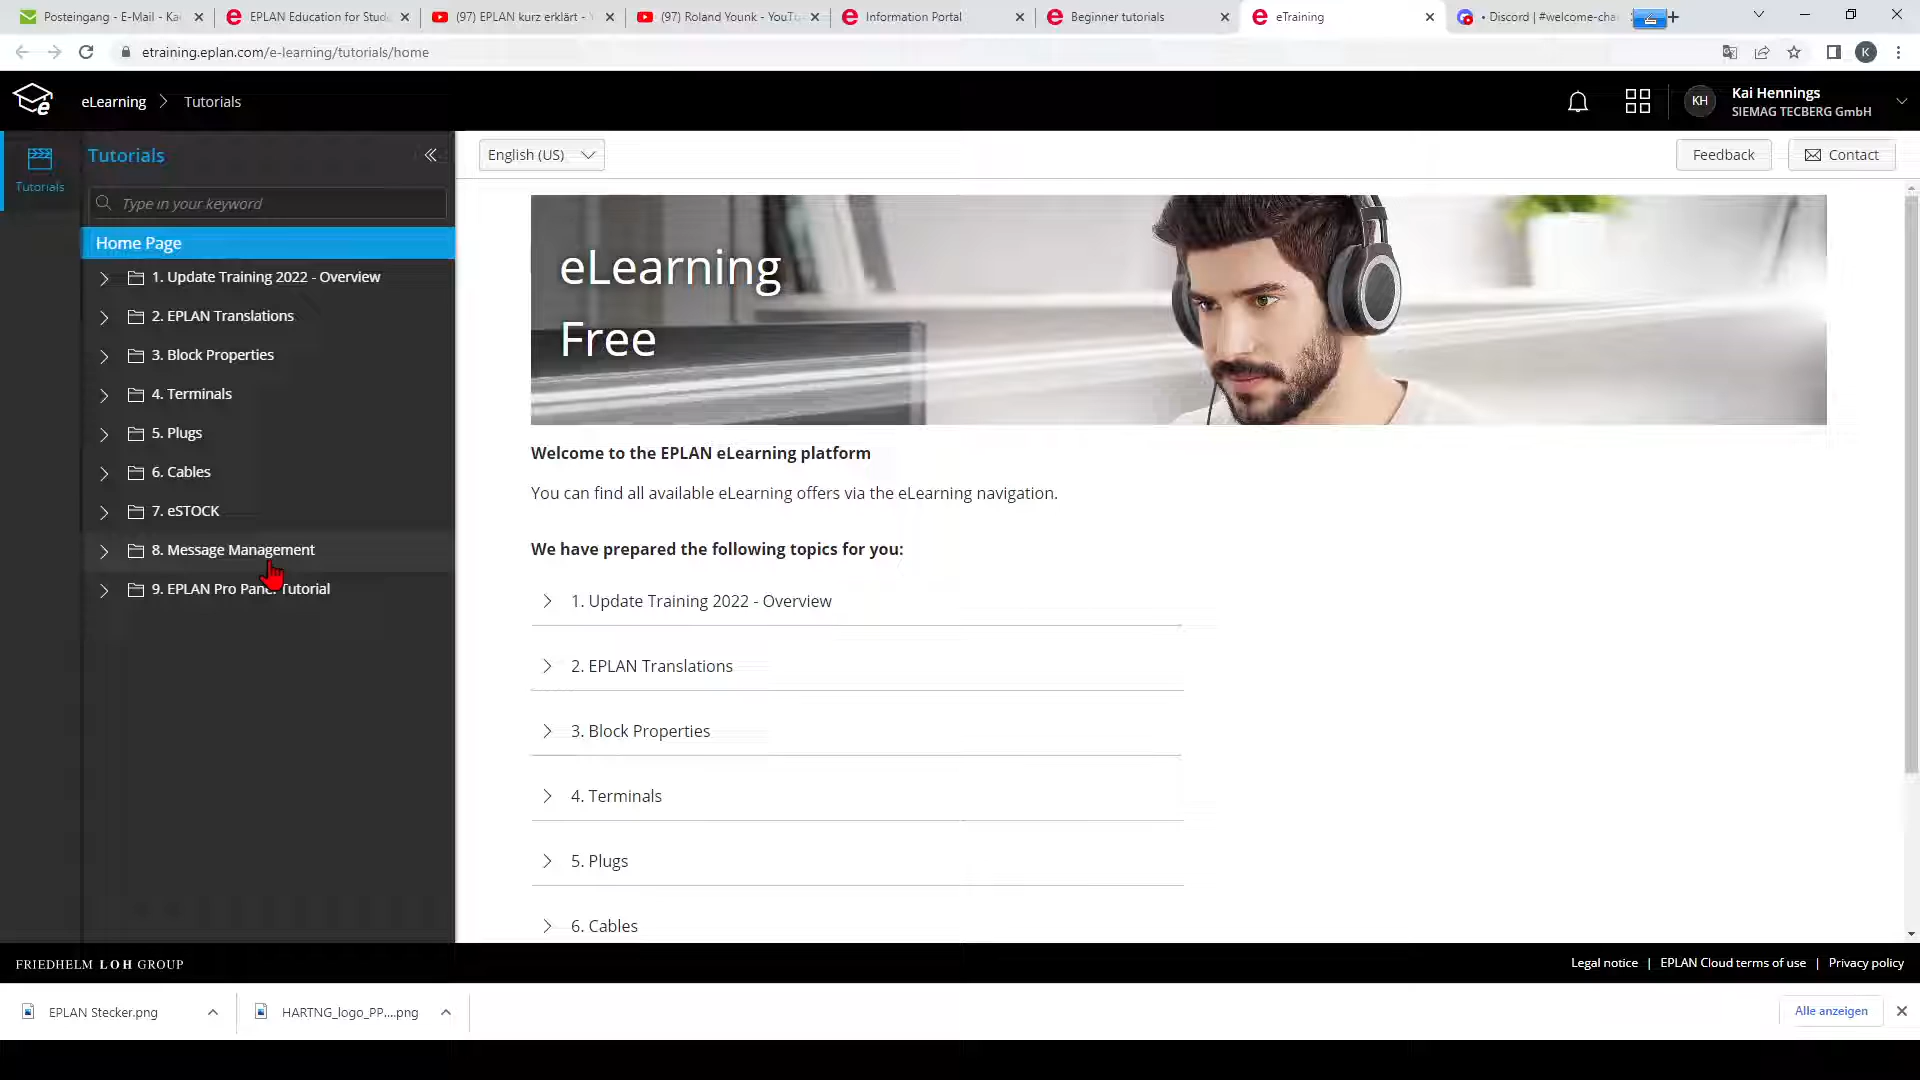 Posteingang - E-Mail - Ka
EPLAN Education for Stud
(97) EPLAN kurz erklärt -
(97) Roland Younk - YouTu
Information Portal
Beginner tutorials
eTraining
• Discord | #welcome-cha
etraining.eplan.com/e-learning/tutorials/home
K
eLearning
Tutorials
KH
Kai Hennings
SIEMAG TECBERG GmbH
Tutorials
Tutorials
Type in your keyword
Home Page
1. Update Training 2022 - Overview
2. EPLAN Translations
3. Block Properties
4. Terminals
5. Plugs
6. Cables
7. eSTOCK
8. Message Management
9. EPLAN Pro Panel Tutorial
English (US)
Feedback
Contact
eLearning
Free
Welcome to the EPLAN eLearning platform
You can find all available eLearning offers via the eLearning navigation.
We have prepared the following topics for you:
1. Update Training 2022 - Overview
2. EPLAN Translations
3. Block Properties
4. Terminals
5. Plugs
6. Cables
FRIEDHELM LOH GROUP
Legal notice | EPLAN Cloud terms of use | Privacy policy
EPLAN Stecker.png
HARTNG_logo_PP....png
Alle anzeigen